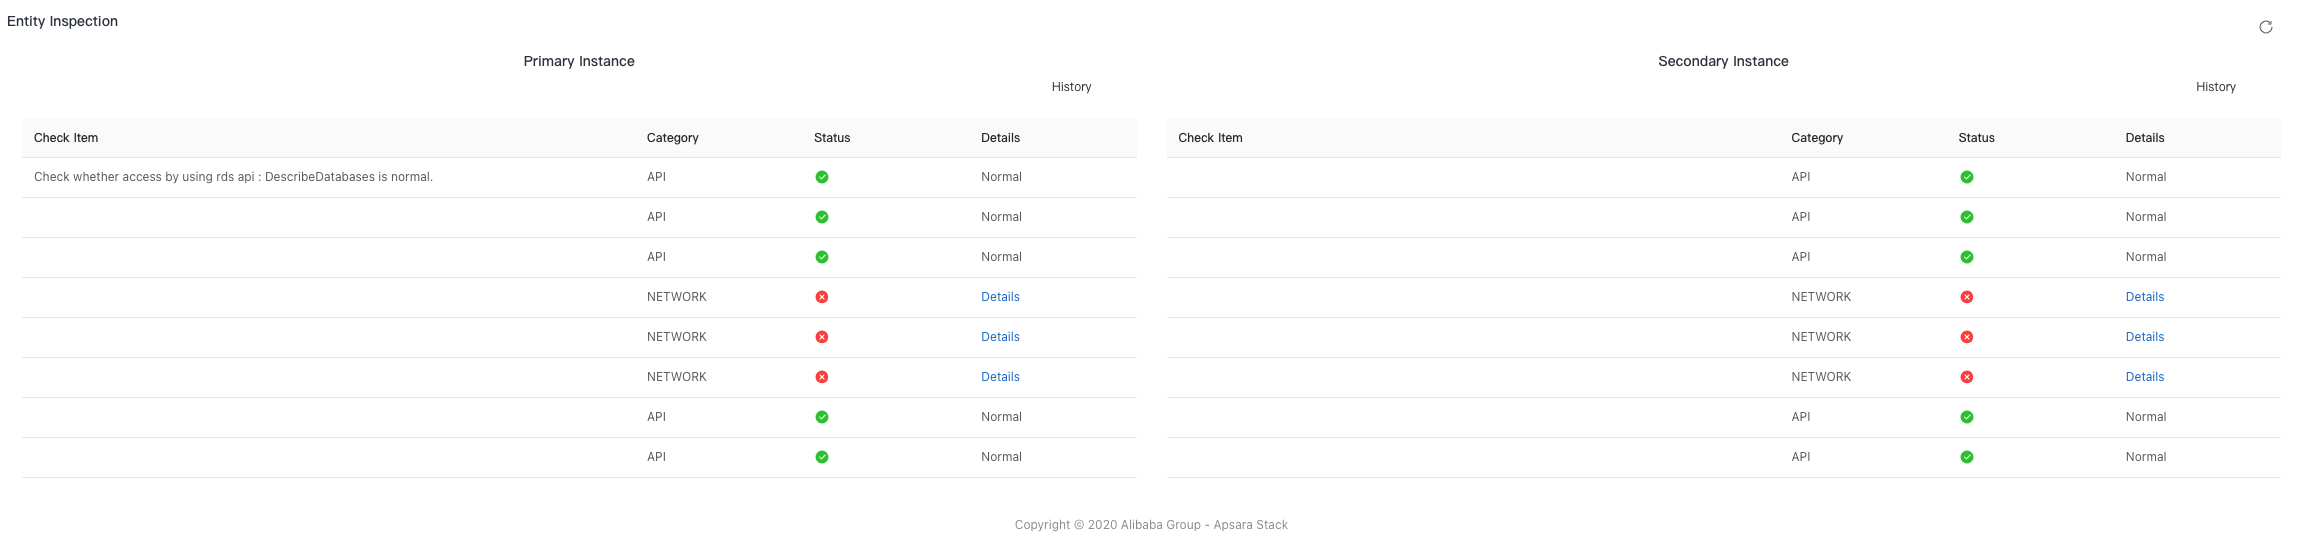 Entity Inspection
Primary Instance
History
Check Item Category Status Details
Check whether access by using rds api : DescribeDatabases is normal. API Normal
API Normal
API Normal
NETWORK Details
NETWORK Details
NETWORK Details
API Normal
API Normal
Secondary Instance
History
Check Item Category Status Details
API Normal
API Normal
API Normal
NETWORK Details
NETWORK Details
NETWORK Details
API Normal
API Normal
Copyright © 2020 Alibaba Group - Apsara Stack